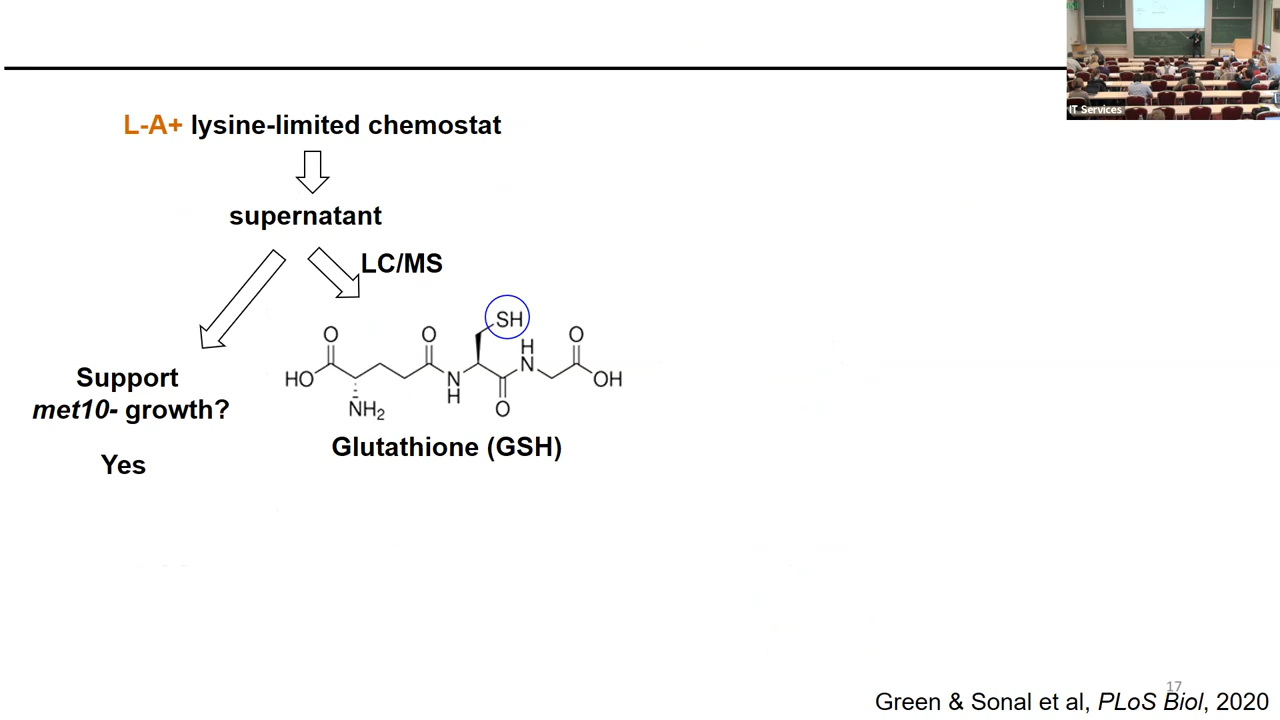 L-A+ lysine-limited chemostat
supernatant
LC/MS
SH
O
O
H
O
HO
N
N
OH
H
NH2
O
Support
met10- growth?
Glutathione (GSH)
Yes
17
Green & Sonal et al, PLoS Biol, 2020
IT Services